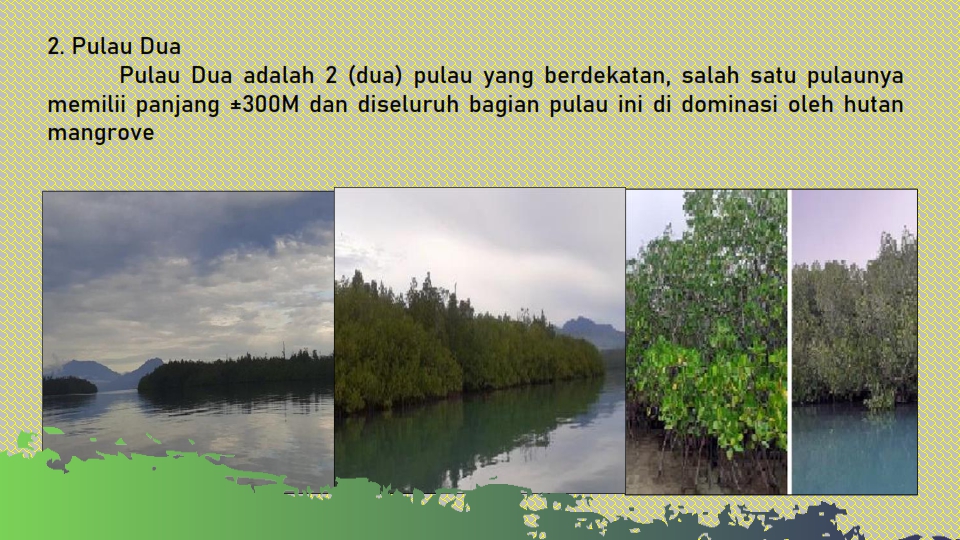 2. Pulau Dua
Pulau Dua adalah 2 (dua) pulau yang berdekatan, salah satu pulaunya
memilii panjang ±300M dan diseluruh bagian pulau ini di dominasi oleh hutan
mangrove